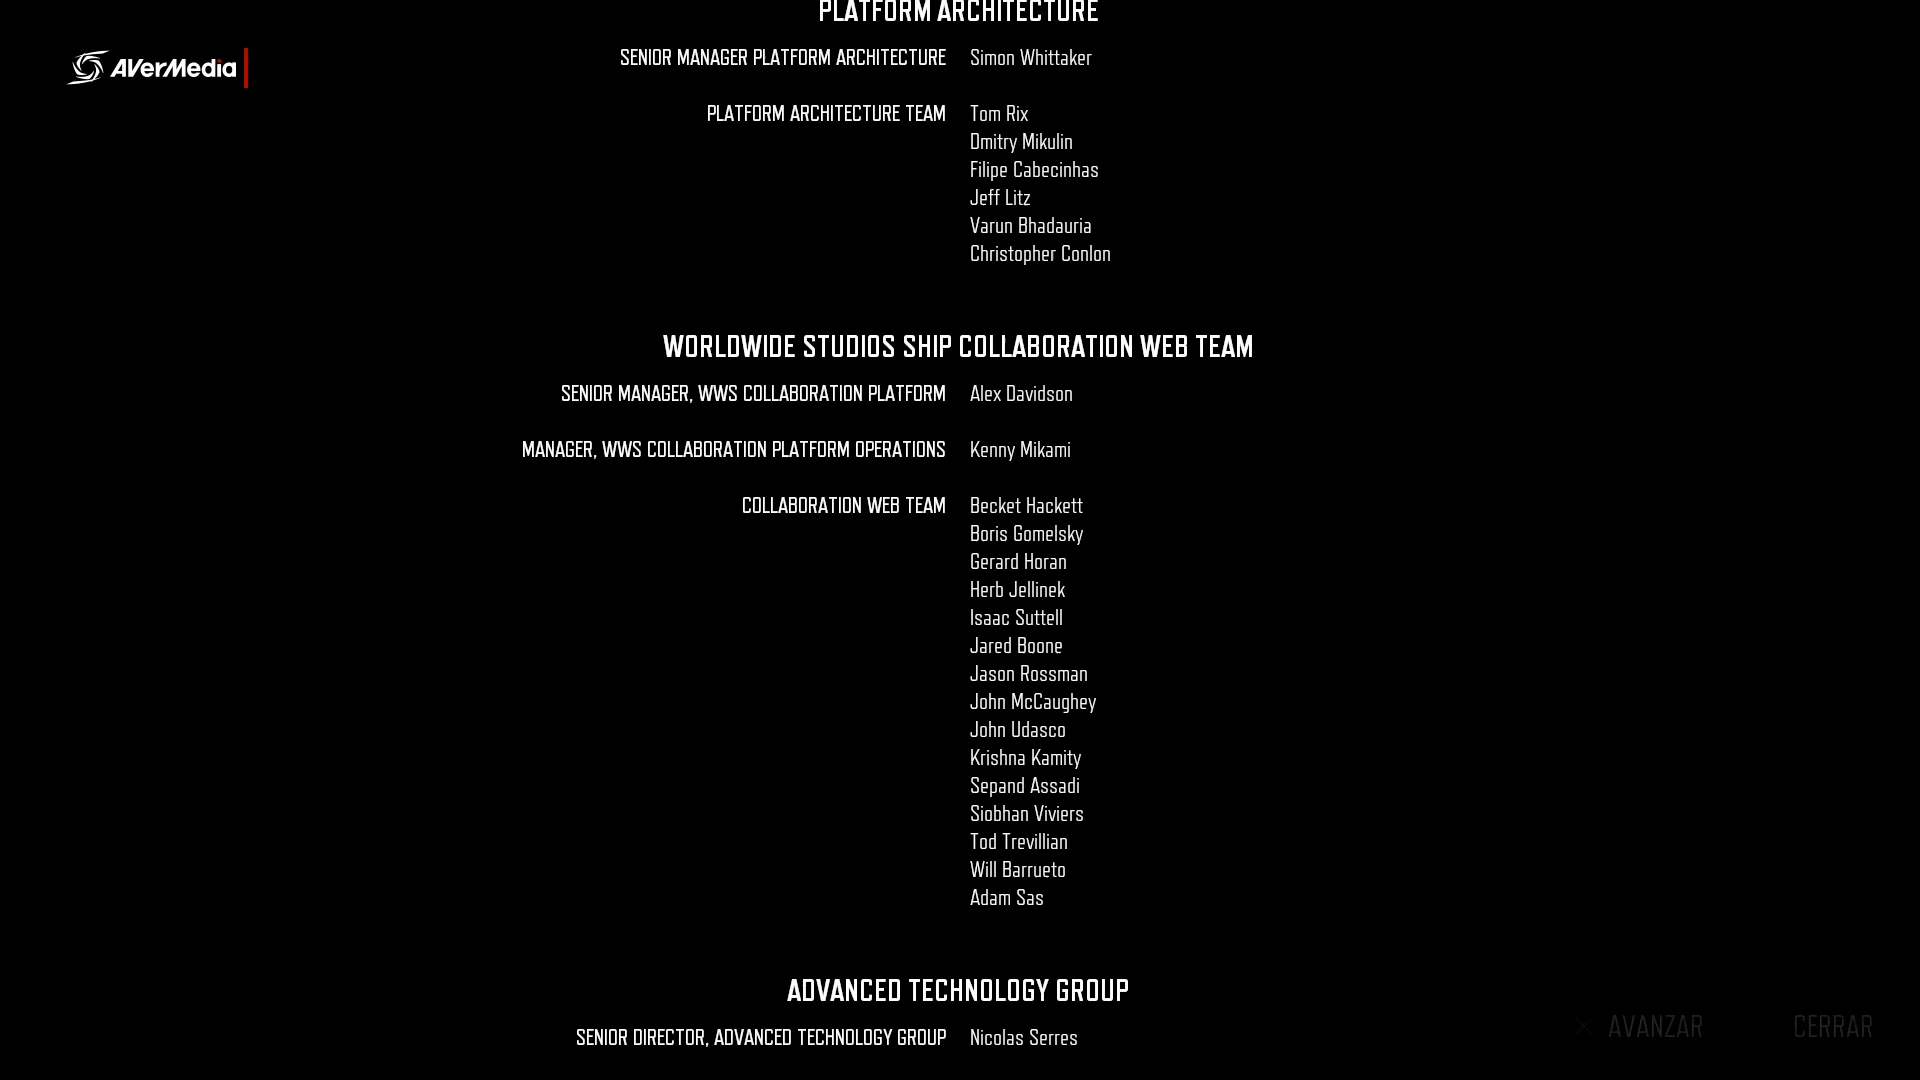 PLATFORM ARCHITECTURE
AVerMedia
SENIOR MANAGER PLATFORM ARCHITECTURE Simon Whittaker
PLATFORM ARCHITECTURE TEAM Tom Rix
Dmitry Mikulin
Filipe Cabecinhas
Jeff Litz
Varun Bhadauria
Christopher Conlon
WORLDWIDE STUDIOS SHIP COLLABORATION WEB TEAM
SENIOR MANAGER, WWS COLLABORATION PLATFORM Alex Davidson
MANAGER, WWS COLLABORATION PLATFORM OPERATIONS Kenny Mikami
COLLABORATION WEB TEAM Becket Hackett
Boris Gomelsky
Gerard Horan
Herb Jellinek
Isaac Suttell
Jared Boone
Jason Rossman
John McCaughey
John Udasco
Krishna Kamity
Sepand Assadi
Siobhan Viviers
Tod Trevillian
Will Barrueto
Adam Sas
ADVANCED TECHNOLOGY GROUP
SENIOR DIRECTOR, ADVANCED TECHNOLOGY GROUP Nicolas Serres
AVANZAR CERRAR